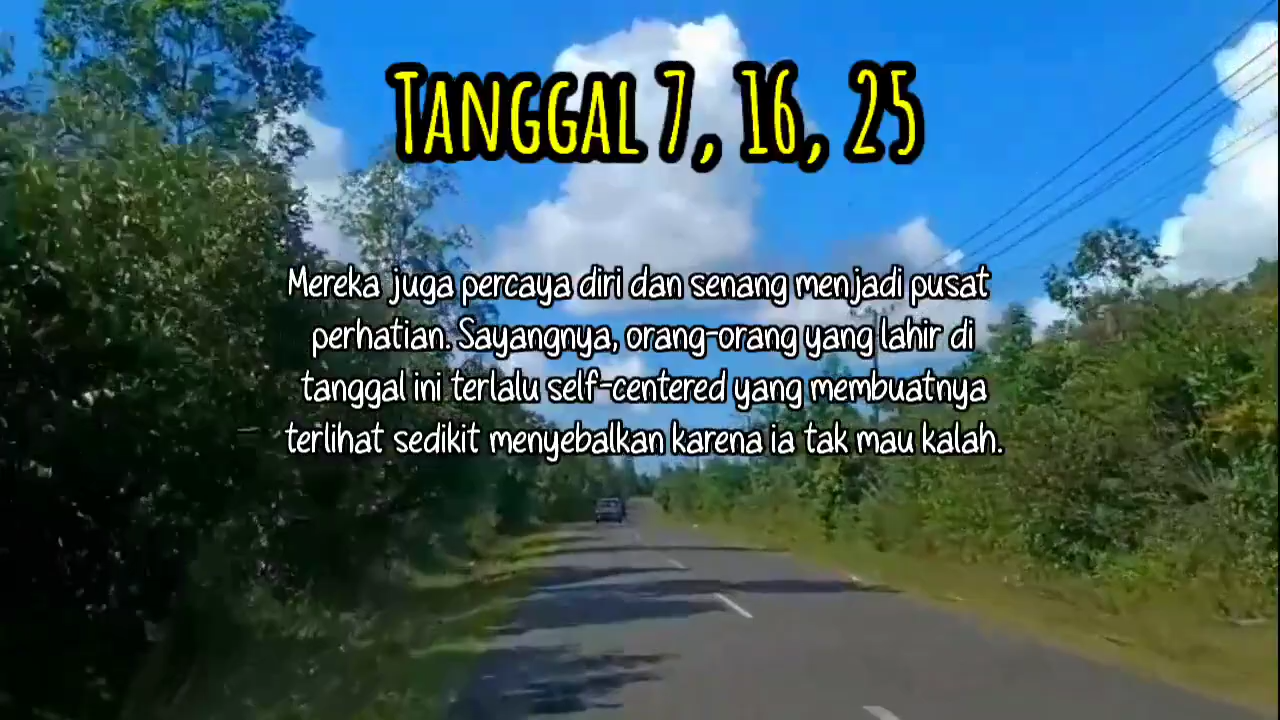 Tanggal 7, 16, 25
Mereka juga percaya diri dan senang menjadi pusat
perhatian. Sayangnya, orang-orang yang lahir di
tanggal ini terlalu self-centered yang membuatnya
terlihat sedikit menyebalkan karena ia tak mau kalah.